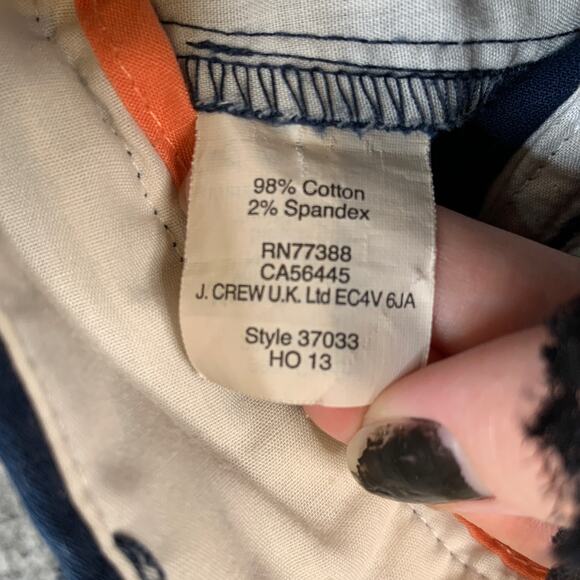 98% Cotton
2% Spandex
RN77388
CA56445
J. CREW U.K. Ltd EC4V 6JA
Style 37033
HO 13